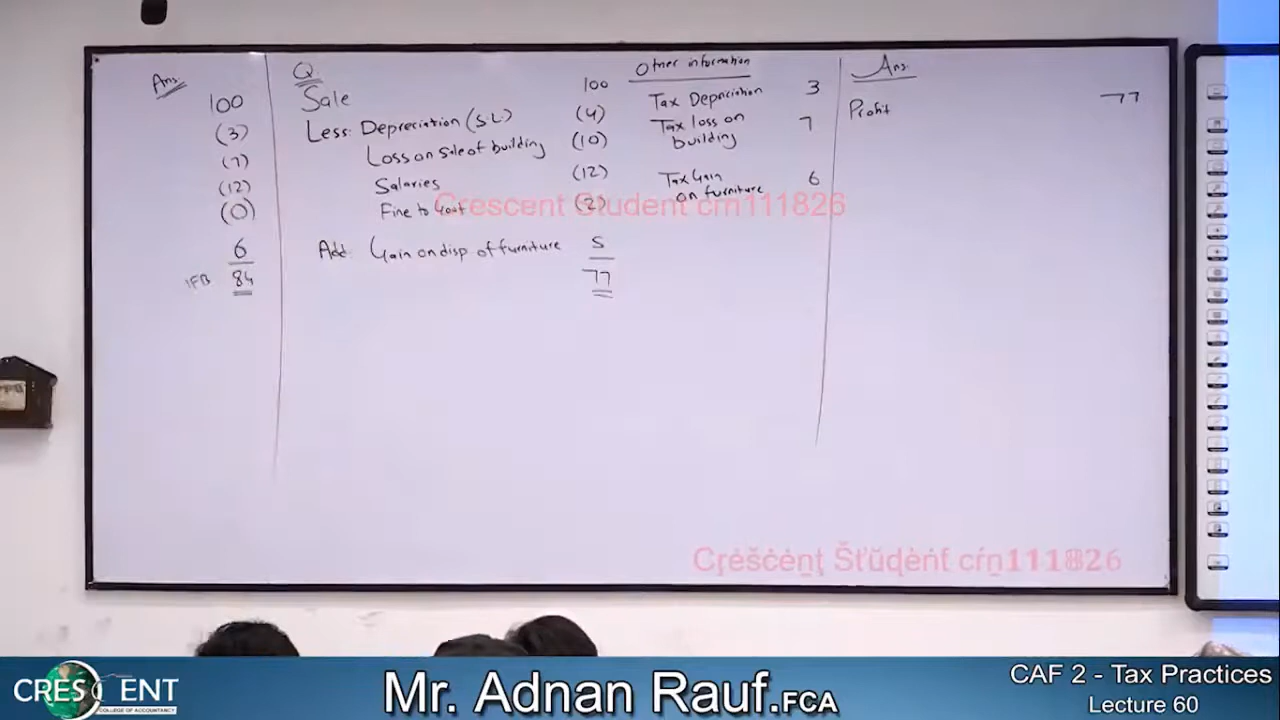 Ans.
100
(3)
(7)
(12)
(0)
6
IFB 84
Q
Sale 100
Less: Depreciation (S.L) (4)
Loss on sale of building (10)
Salaries (12)
Fine to Govt (2)
Add: Gain on disp of furniture 5
77
Other information
Tax Depreciation 3
Tax loss on 7
building
Tax Gain 6
on furniture
Ans.
Profit 77
Crescent Student crn111826
Crescent Student crn111826
CRESCENT
COLLEGE OF ACCOUNTANCY
Mr. Adnan Rauf.FCA
CAF 2 - Tax Practices
Lecture 60